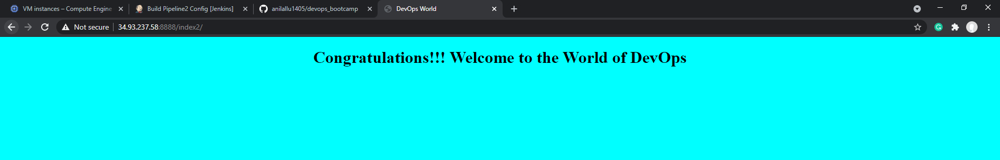 VM instances – Compute Engine
Build Pipeline2 Config [Jenkins]
anilallu1405/devops_bootcamp
DevOps World
Not secure
34.93.237.58:8888/index2/
Congratulations!!! Welcome to the World of DevOps